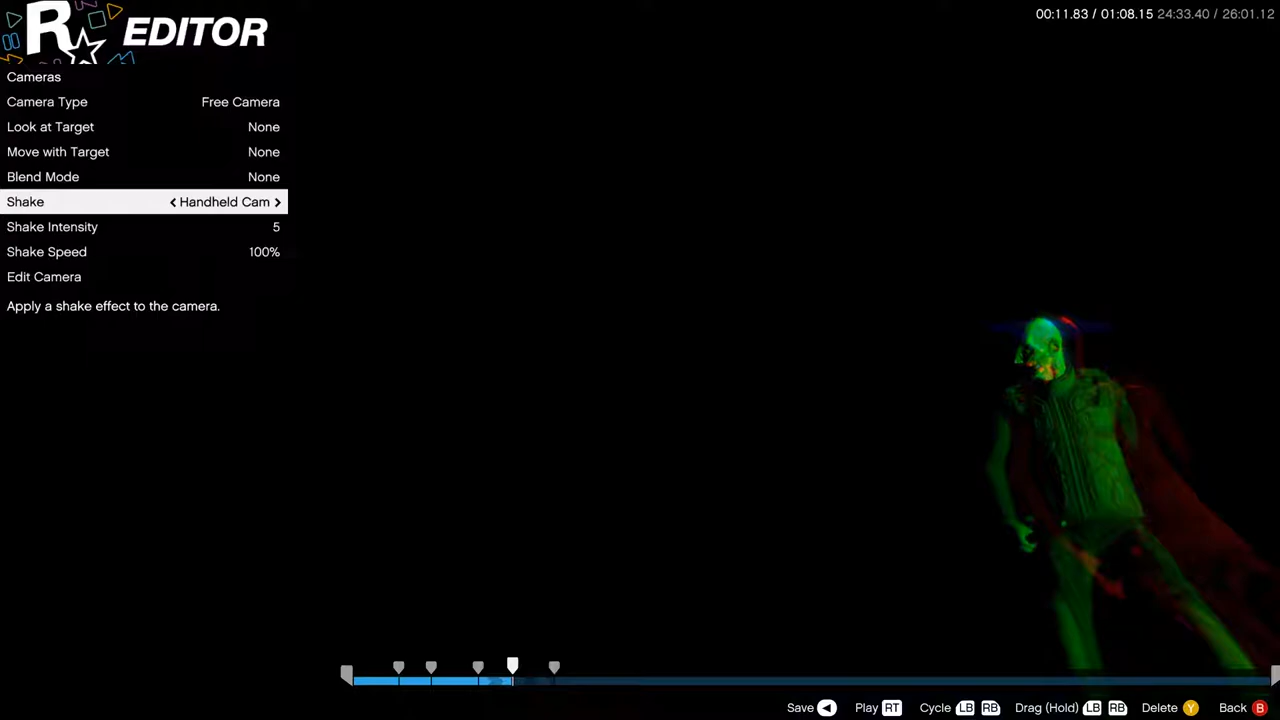 R EDITOR
00:11.83 / 01:08.15 24:33.40 / 26:01.12
Cameras
Camera Type Free Camera
Look at Target None
Move with Target None
Blend Mode None
Shake < Handheld Cam >
Shake Intensity 5
Shake Speed 100%
Edit Camera
Apply a shake effect to the camera.
Save Play RT Cycle LB RB Drag (Hold) LB RB Delete Y Back B